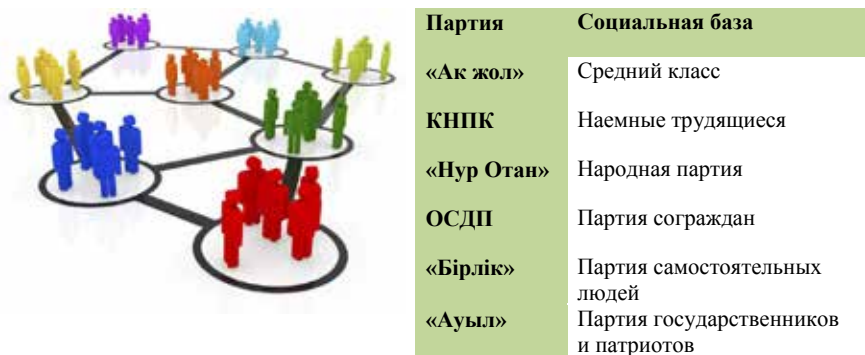 Партия Социальная база
«Ак жол» Средний класс
КНПК Наемные трудящиеся
«Нур Отан» Народная партия
ОСДП Партия сограждан
«Бірлік» Партия самостоятельных
людей
«Ауыл» Партия государственников
и патриотов